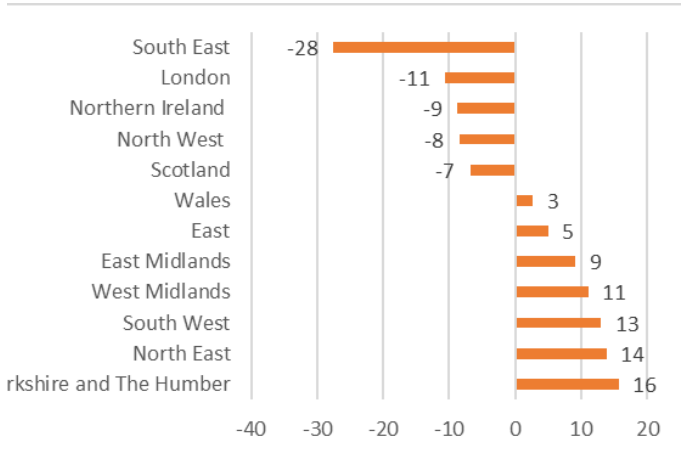 South East -28
London -11
Northern Ireland -9
North West -8
Scotland -7
Wales 3
East 5
East Midlands 9
West Midlands 11
South West 13
North East 14
rkshire and The Humber 16
-40 -30 -20 -10 0 10 20